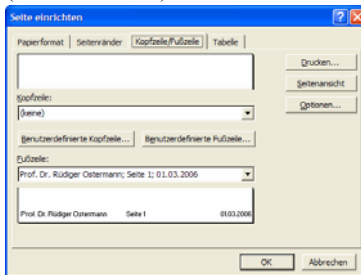 Seite einrichten
Papierformat Seitenränder Kopfzeile/Fußzeile Tabelle
Drucken...
Seitenansicht
Optionen...
Kopfzeile:
(keine)
Benutzerdefinierte Kopfzeile... Benutzerdefinierte Fußzeile...
Fußzeile:
Prof. Dr. Rüdiger Ostermann; Seite 1; 01.03.2006
Prof. Dr. Rüdiger Ostermann Seite 1 01.03.2006
OK Abbrechen